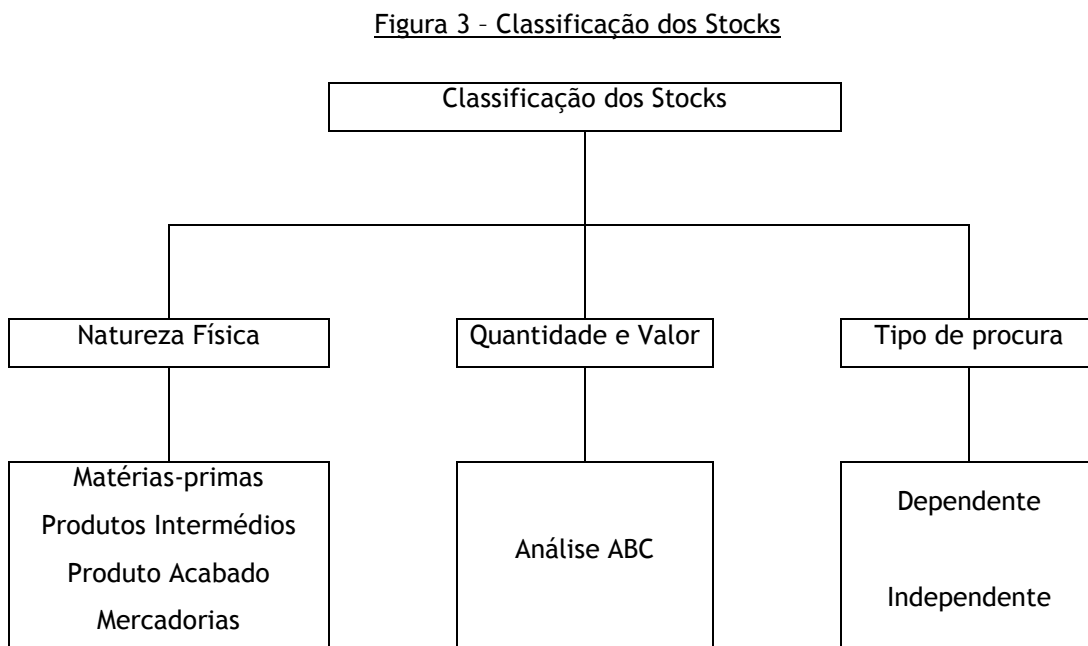 Figura 3 - Classificação dos Stocks
Classificação dos Stocks
Natureza Física
Quantidade e Valor
Tipo de procura
Matérias-primas
Produtos Intermédios
Produto Acabado
Mercadorias
Análise ABC
Dependente
Independente